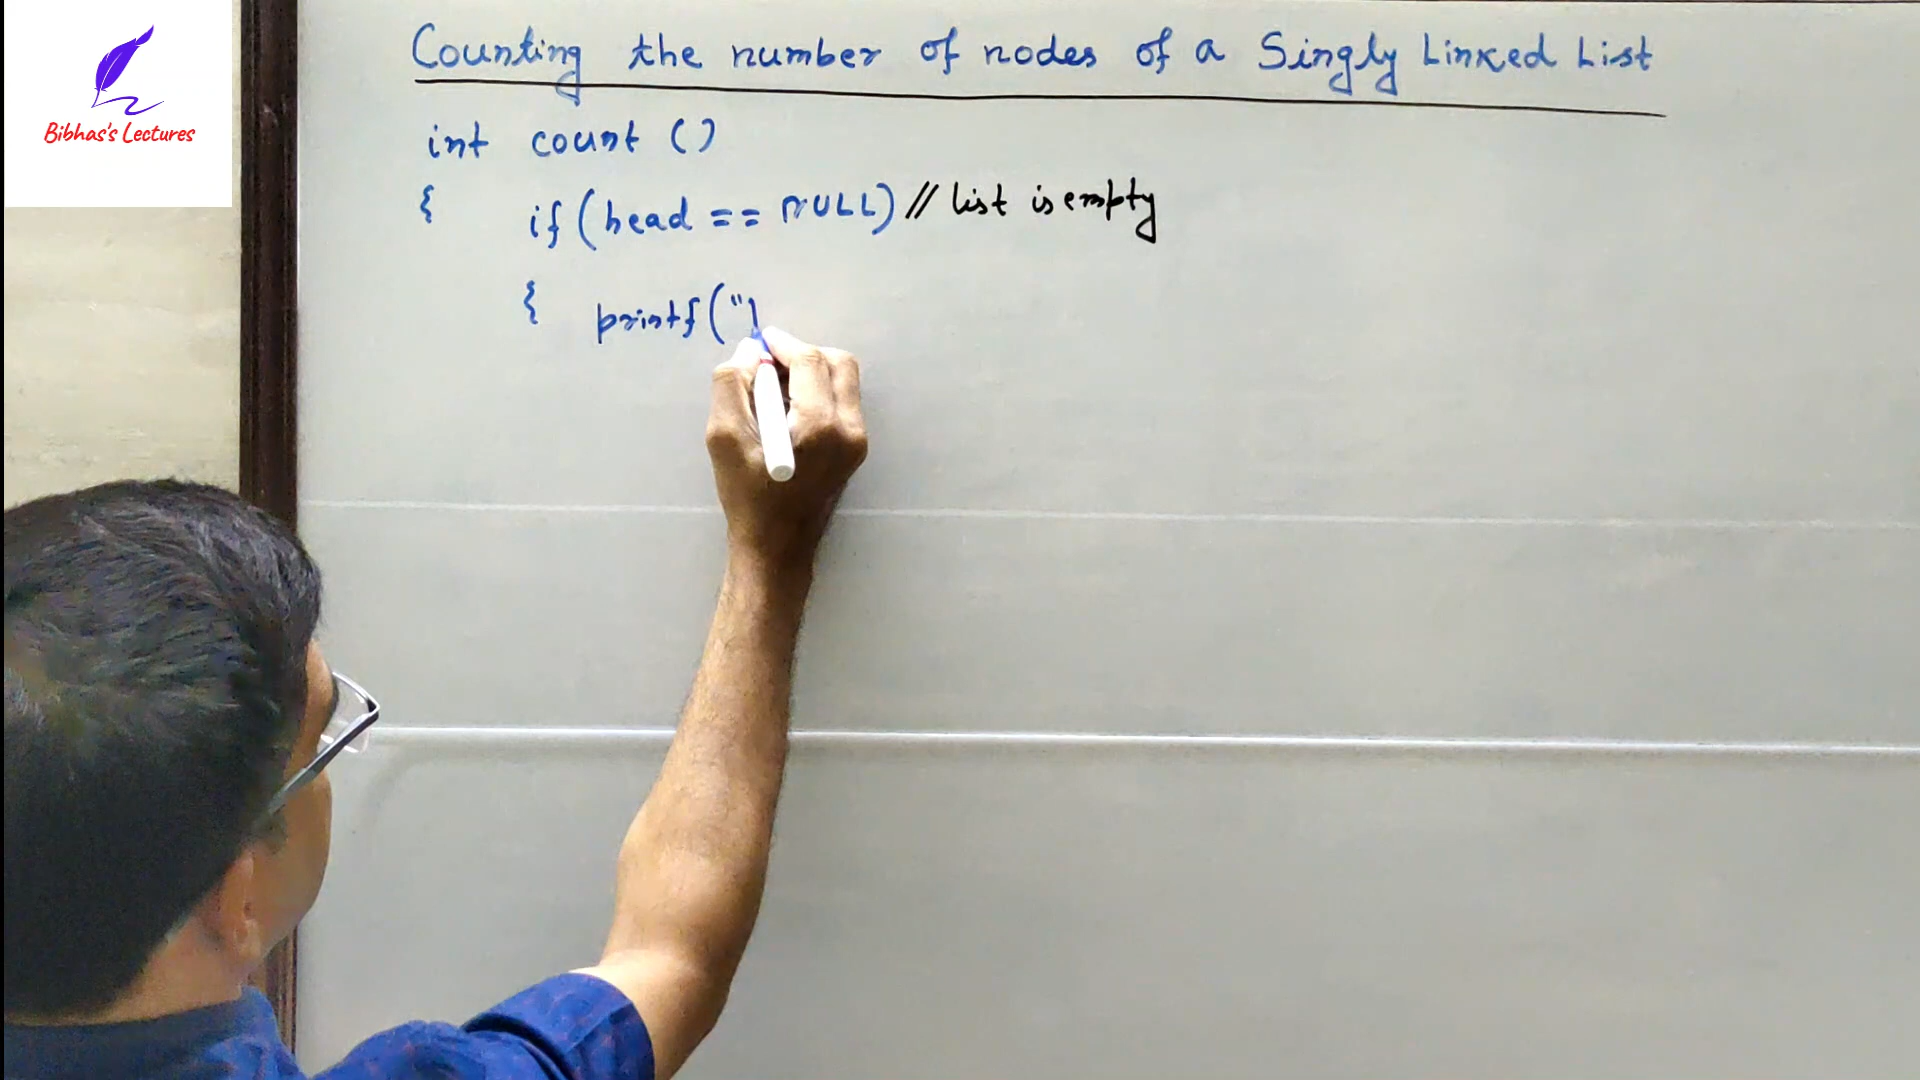 Bibhas's Lectures
Counting the number of nodes of a Singly Linked List
int count ()
{ if (head == NULL) // list is empty
{ printf ("